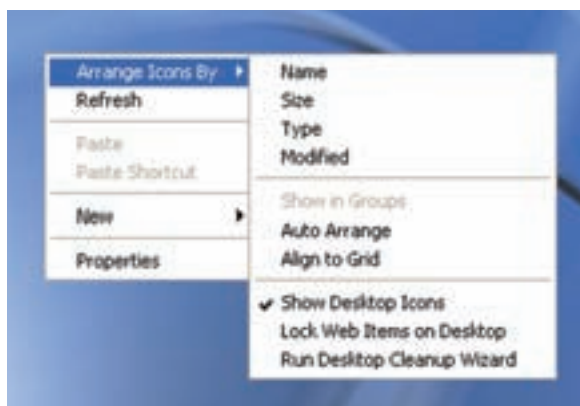 Arrange Icons By
Refresh
Paste
Paste Shortcut
New
Properties
Name
Size
Type
Modified
Show in Groups
Auto Arrange
Align to Grid
Show Desktop Icons
Lock Web Items on Desktop
Run Desktop Cleanup Wizard